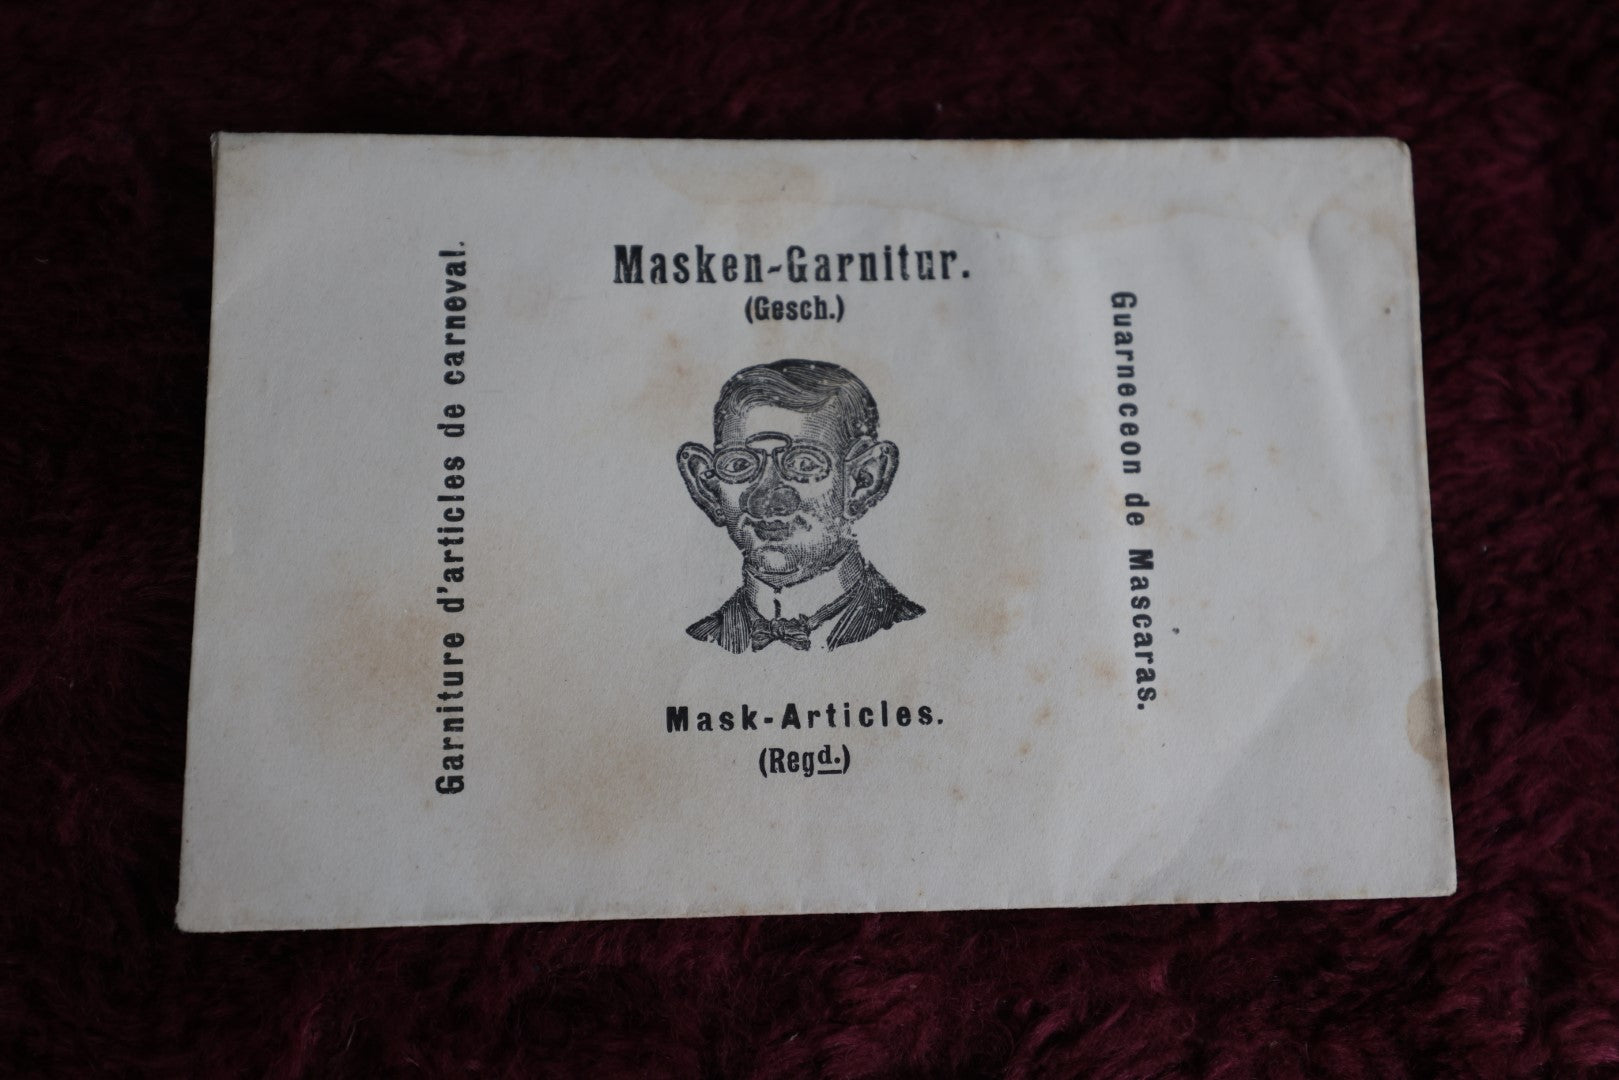 Masken-Garnitur.
(Gesch.)
Garniture d'articles de carneval.
Guarneceon de Mascaras.
Mask-Articles.
(Regd.)